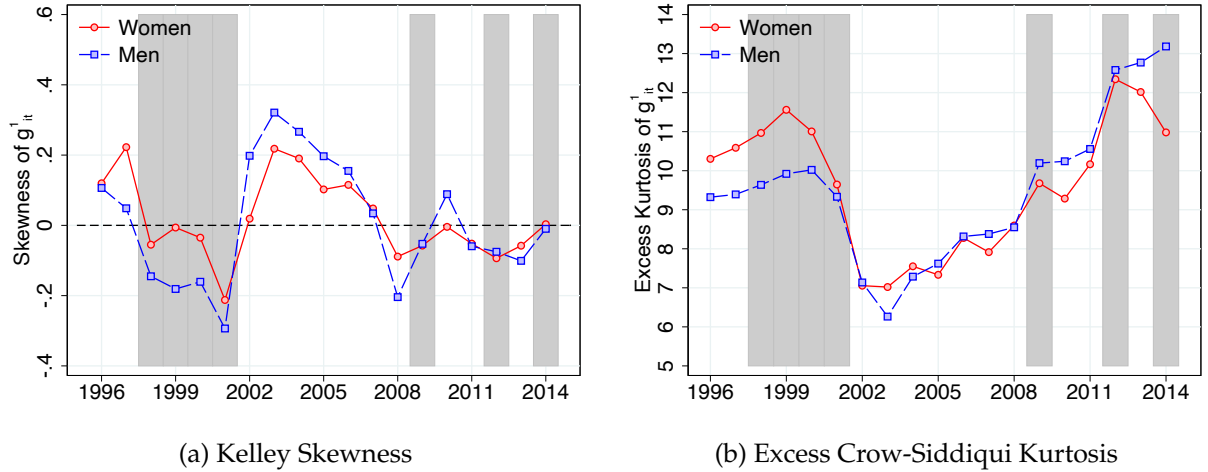 Skewness of g¹ᵢₜ
.6
.4
.2
0
-.2
-.4
Women
Men
1996 1999 2002 2005 2008 2011 2014
(a) Kelley Skewness
Excess Kurtosis of g¹ᵢₜ
14
13
12
11
10
9
8
7
6
5
Women
Men
1996 1999 2002 2005 2008 2011 2014
(b) Excess Crow-Siddiqui Kurtosis